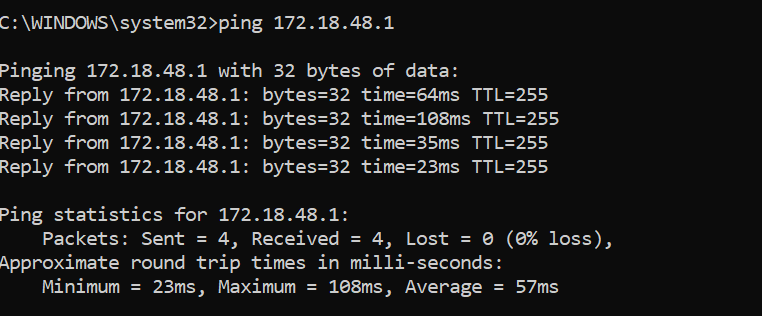 C:\WINDOWS\system32>ping 172.18.48.1
Pinging 172.18.48.1 with 32 bytes of data:
Reply from 172.18.48.1: bytes=32 time=64ms TTL=255
Reply from 172.18.48.1: bytes=32 time=108ms TTL=255
Reply from 172.18.48.1: bytes=32 time=35ms TTL=255
Reply from 172.18.48.1: bytes=32 time=23ms TTL=255
Ping statistics for 172.18.48.1:
    Packets: Sent = 4, Received = 4, Lost = 0 (0% loss),
Approximate round trip times in milli-seconds:
    Minimum = 23ms, Maximum = 108ms, Average = 57ms